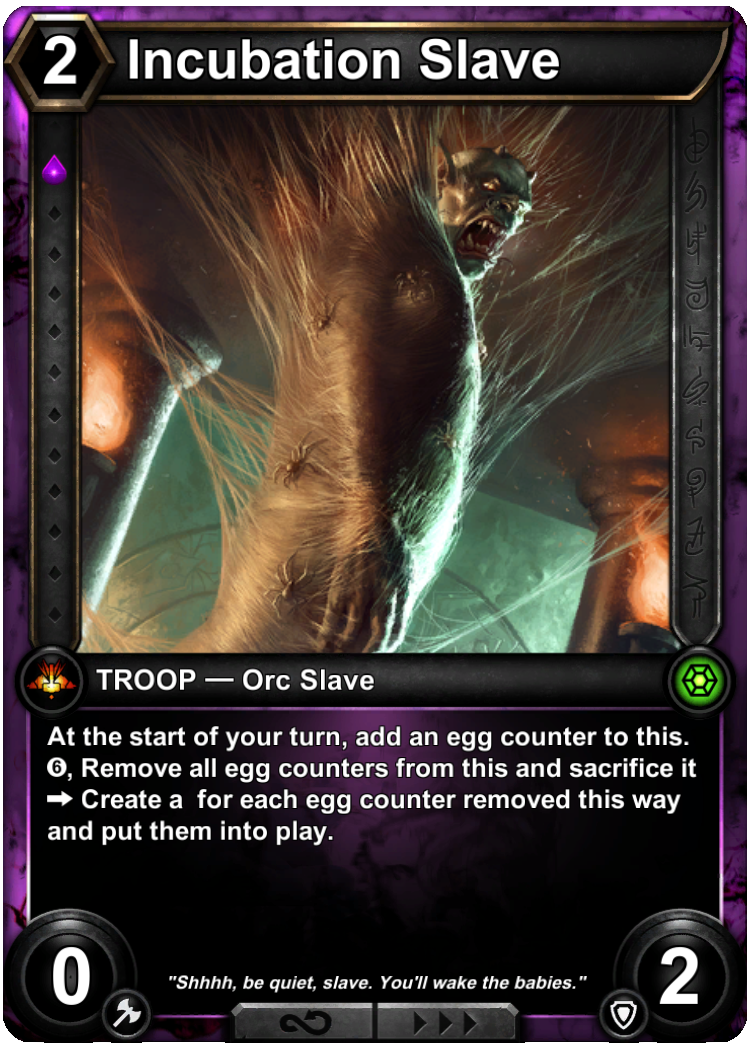 2 Incubation Slave
TROOP — Orc Slave
At the start of your turn, add an egg counter to this.
❻, Remove all egg counters from this and sacrifice it
➞ Create a  for each egg counter removed this way
and put them into play.
0
2
"Shhhh, be quiet, slave. You'll wake the babies."